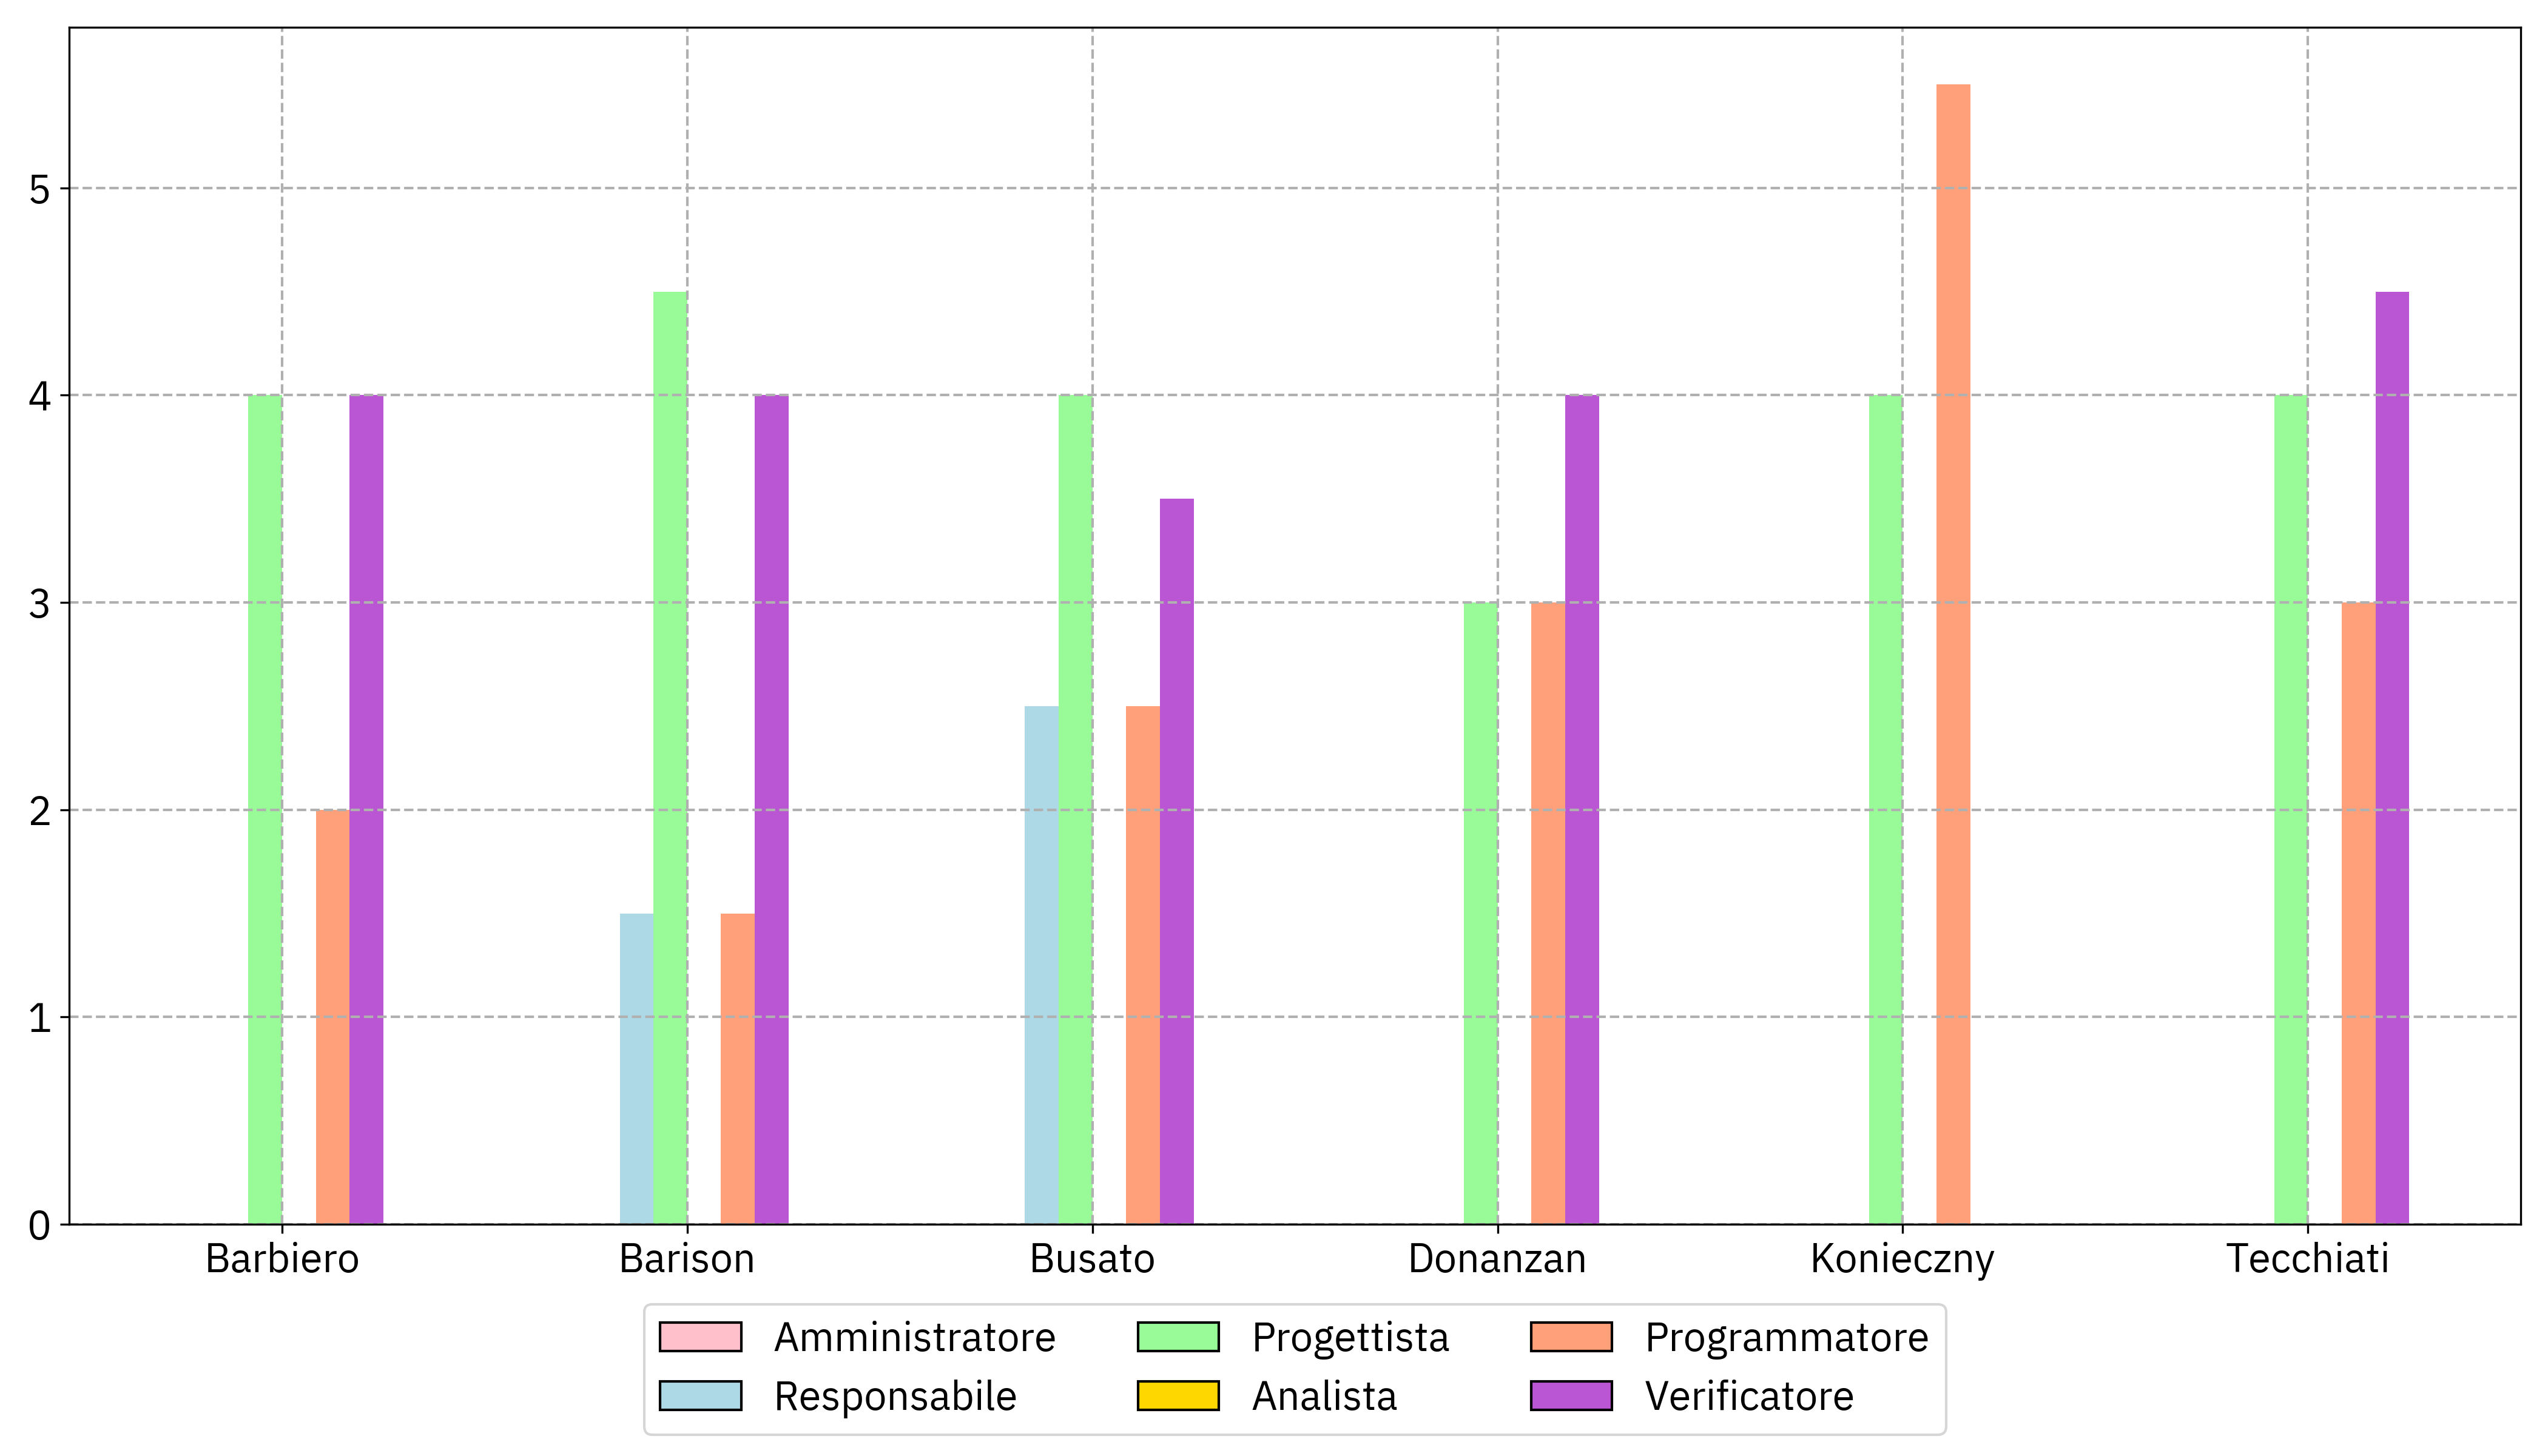 5
4
3
2
1
0
Barbiero Barison Busato Donanzan Konieczny Tecchiati
Amministratore Progettista Programmatore
Responsabile Analista Verificatore